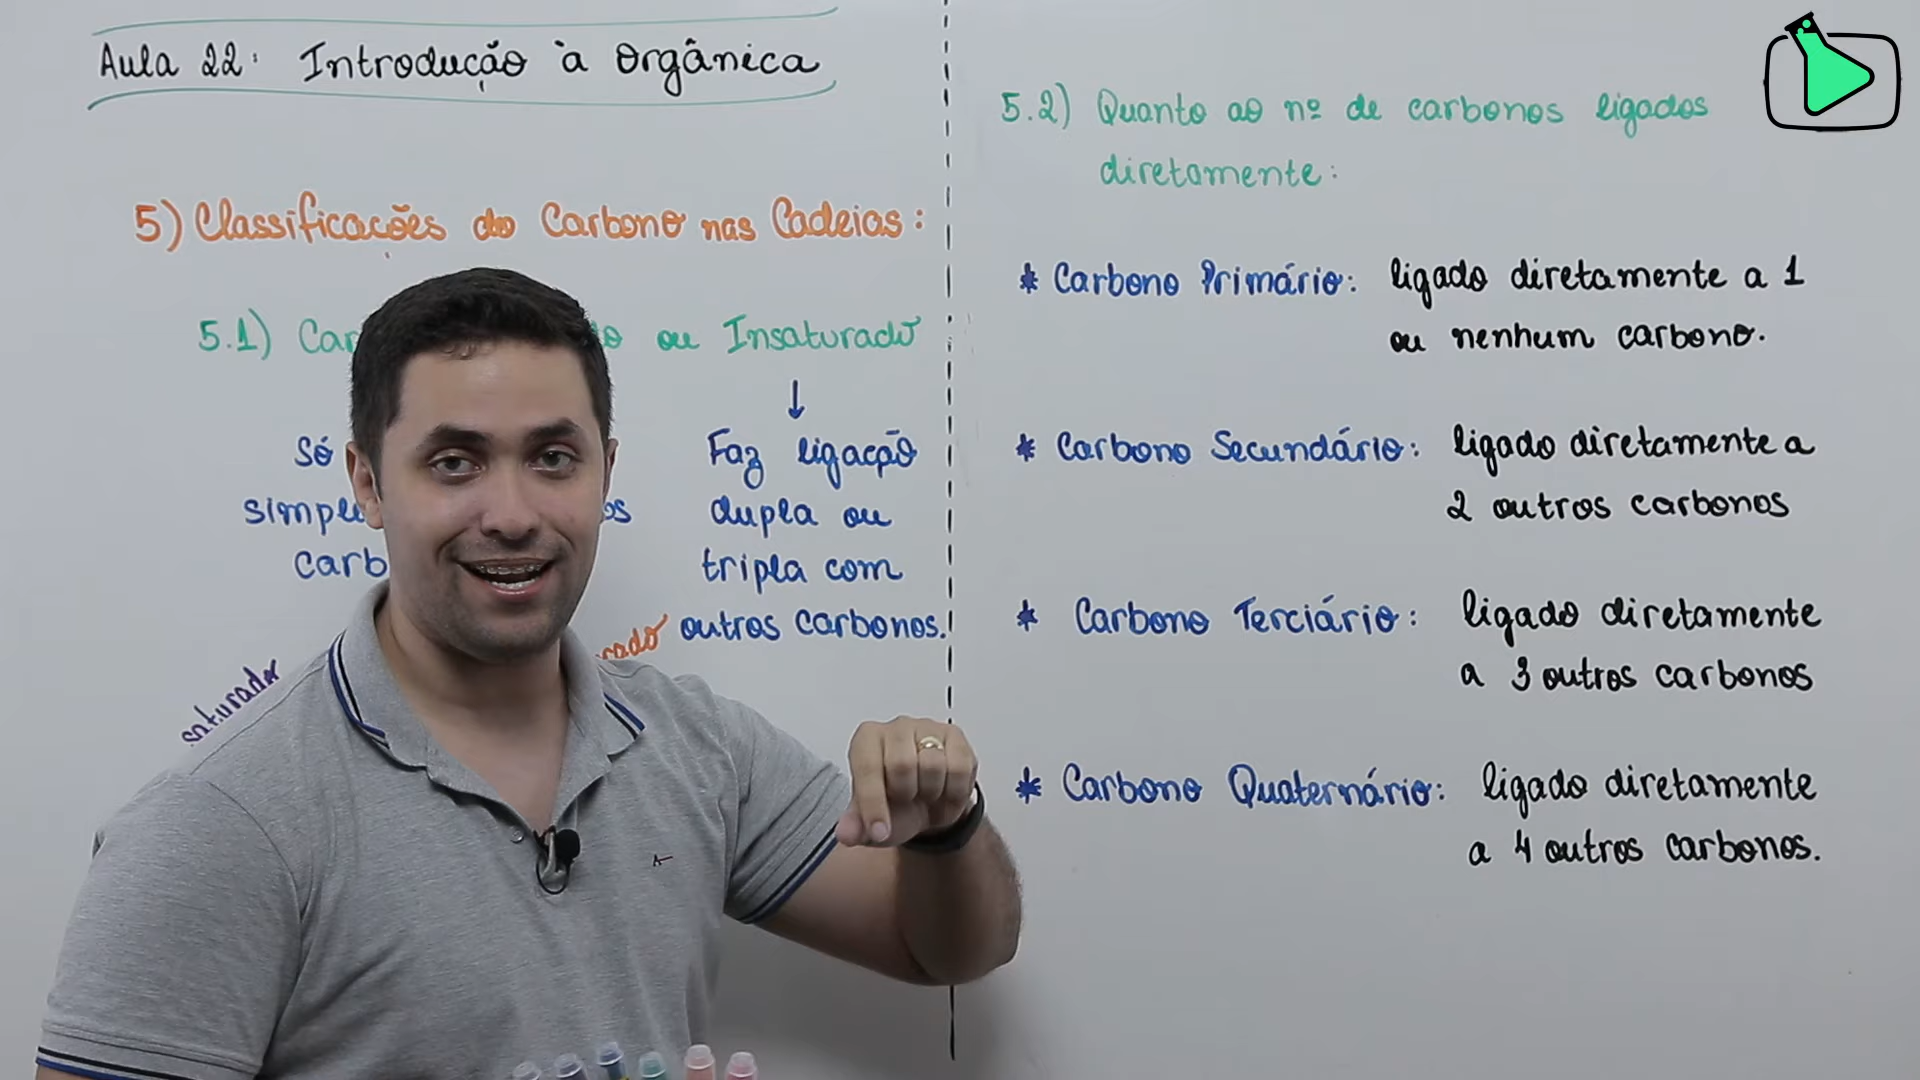 Aula 22: Introdução à Orgânica
5) Classificações do Carbono nas Cadeias:
5.1) ou Insaturado
Só
Faz ligação
dupla ou
tripla com
outros carbonos.
saturado
5.2) Quanto ao nº de carbonos ligados
diretamente:
* Carbono Primário: ligado diretamente a 1
ou nenhum carbono.
* Carbono Secundário: ligado diretamente a
2 outros carbonos
* Carbono Terciário: ligado diretamente
a 3 outros carbonos
* Carbono Quaternário: ligado diretamente
a 4 outros carbonos.